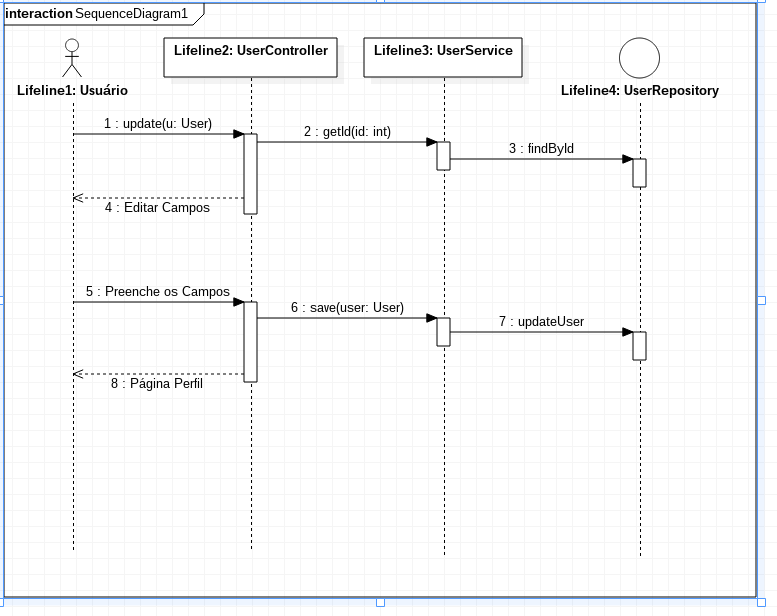 interaction SequenceDiagram1
Lifeline1: Usuário
Lifeline2: UserController
Lifeline3: UserService
Lifeline4: UserRepository
1 : update(u: User)
2 : getId(id: int)
3 : findById
4 : Editar Campos
5 : Preenche os Campos
6 : save(user: User)
7 : updateUser
8 : Página Perfil